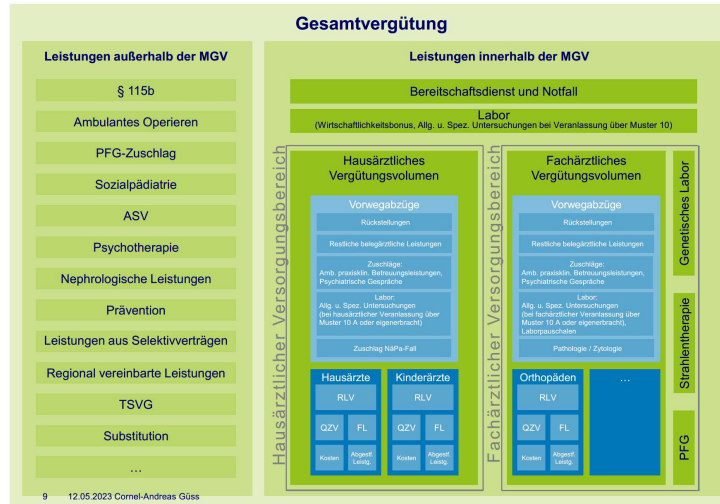 Gesamtvergütung
Leistungen außerhalb der MGV
§ 115b
Ambulantes Operieren
PFG-Zuschlag
Sozialpädiatrie
ASV
Psychotherapie
Nephrologische Leistungen
Prävention
Leistungen aus Selektivverträgen
Regional vereinbarte Leistungen
TSVG
Substitution
…
Leistungen innerhalb der MGV
Bereitschaftsdienst und Notfall
Labor
(Wirtschaftlichkeitsbonus, Allg. u. Spez. Untersuchungen bei Veranlassung über Muster 10)
Hausärztlicher Versorgungsbereich
Hausärztliches
Vergütungsvolumen
Vorwegabzüge
Rückstellungen
Restliche belegärztliche Leistungen
Zuschläge:
Amb. praxisklin. Betreuungsleistungen,
Psychiatrische Gespräche
Labor:
Allg. u. Spez. Untersuchungen
(bei hausärztlicher Veranlassung über
Muster 10 A oder eigenerbracht)
Zuschlag NäPa-Fall
Hausärzte
RLV
QZV
FL
Kosten
Abgestf.
Leistg.
Kinderärzte
RLV
QZV
FL
Kosten
Abgestf.
Leistg.
Fachärztlicher Versorgungsbereich
Fachärztliches
Vergütungsvolumen
Vorwegabzüge
Rückstellungen
Restliche belegärztliche Leistungen
Zuschläge:
Amb. praxisklin. Betreuungsleistungen,
Psychiatrische Gespräche
Labor:
Allg. u. Spez. Untersuchungen
(bei fachärztlicher Veranlassung über
Muster 10 A oder eigenerbracht),
Laborpauschalen
Pathologie / Zytologie
Orthopäden
RLV
QZV
FL
Kosten
Abgestf.
Leistg.
…
Genetisches Labor
Strahlentherapie
PFG
9 12.05.2023 Cornel-Andreas Güss